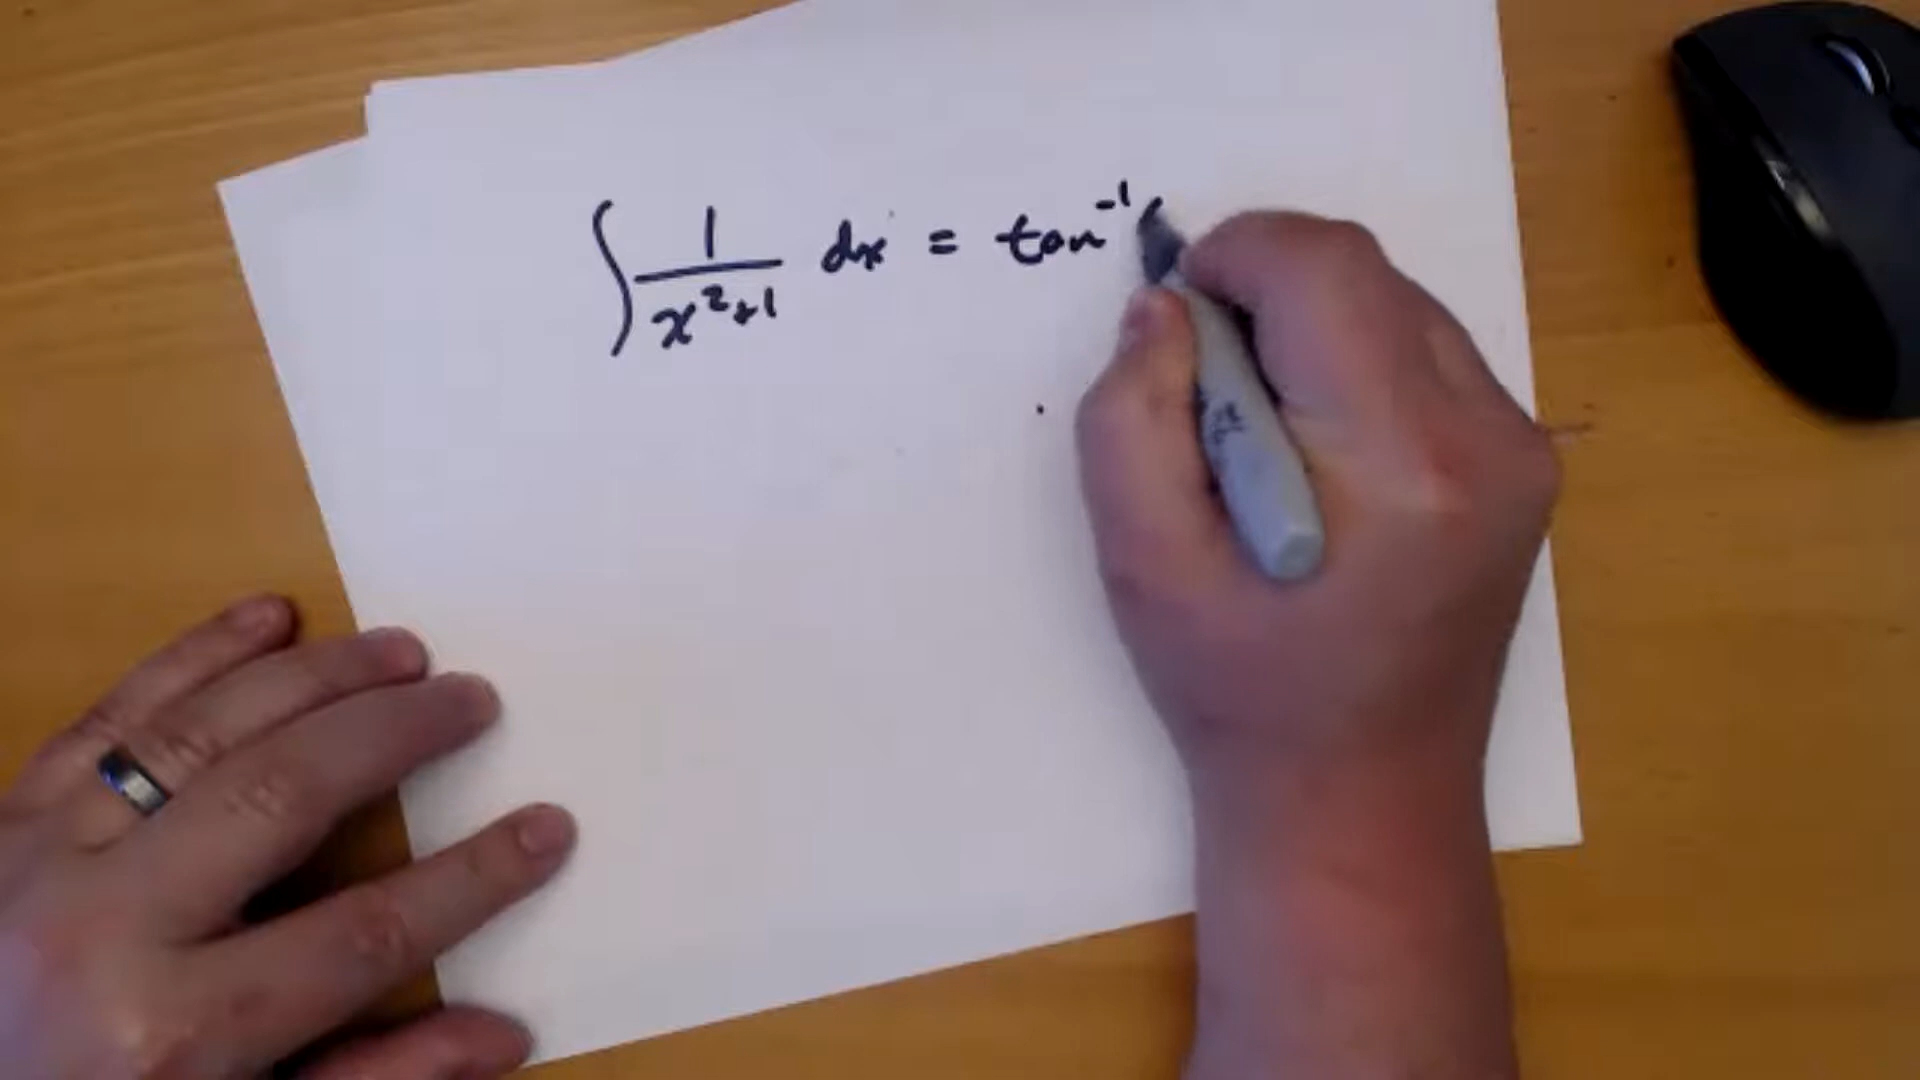 ∫ 1/(x²+1) dx = tan⁻¹(